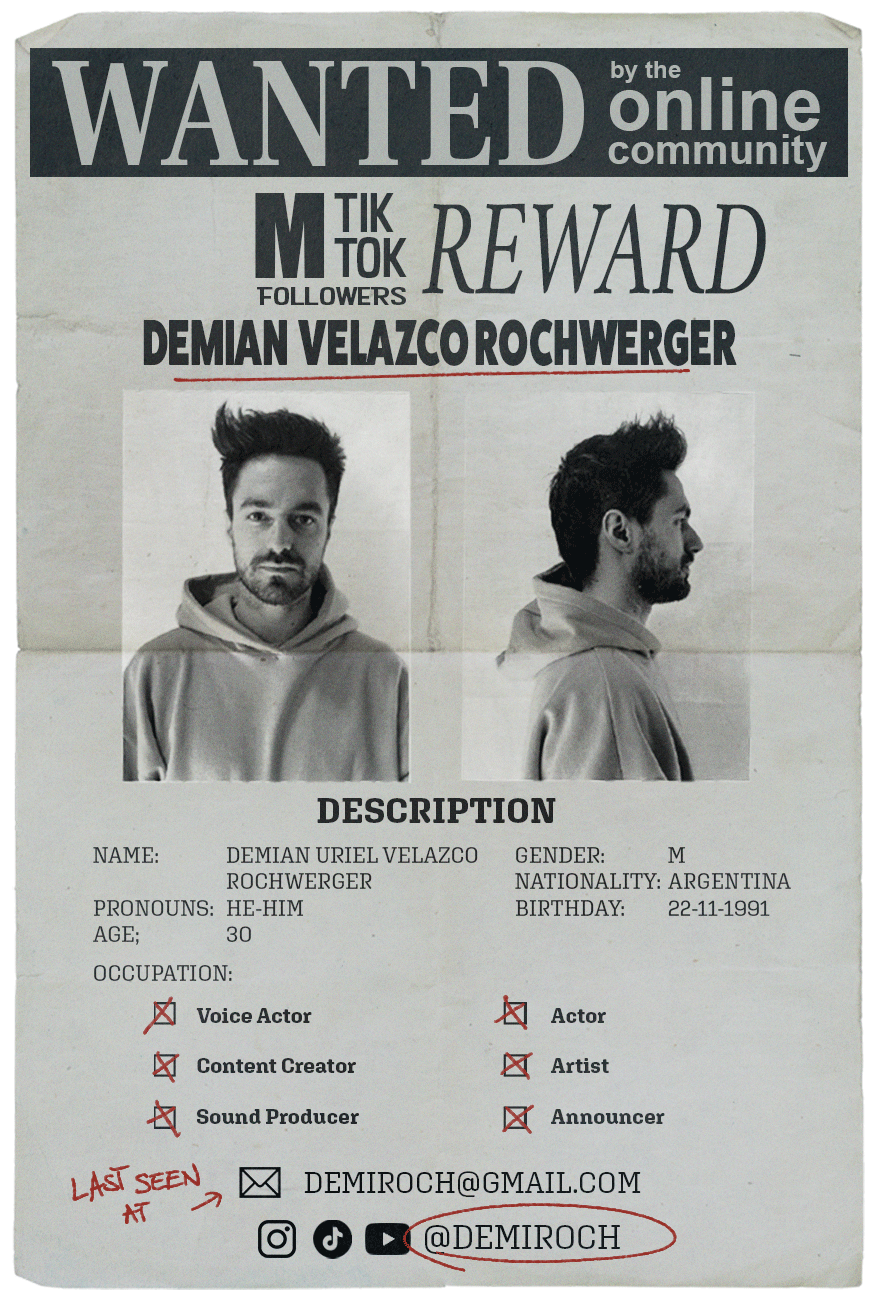 WANTED by the online community
M TIK TOK FOLLOWERS REWARD
DEMIAN VELAZCO ROCHWERGER
DESCRIPTION
NAME: DEMIAN URIEL VELAZCO ROCHWERGER
PRONOUNS: HE-HIM
AGE; 30
GENDER: M
NATIONALITY: ARGENTINA
BIRTHDAY: 22-11-1991
OCCUPATION:
Voice Actor
Actor
Content Creator
Artist
Sound Producer
Announcer
LAST SEEN AT
DEMIROCH@GMAIL.COM
@DEMIROCH